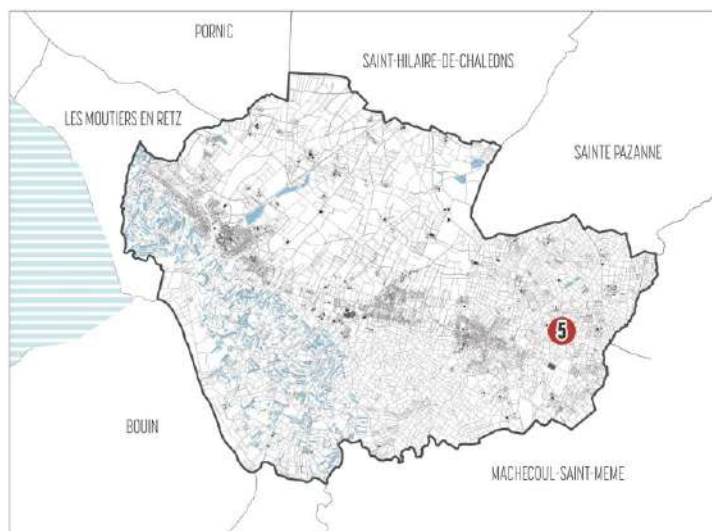 PORNIC
SAINT-HILAIRE-DE-CHALEONS
LES MOUTIERS EN RETZ
SAINTE PAZANNE
5
BOUIN
MACHECOUL-SAINT-MEME